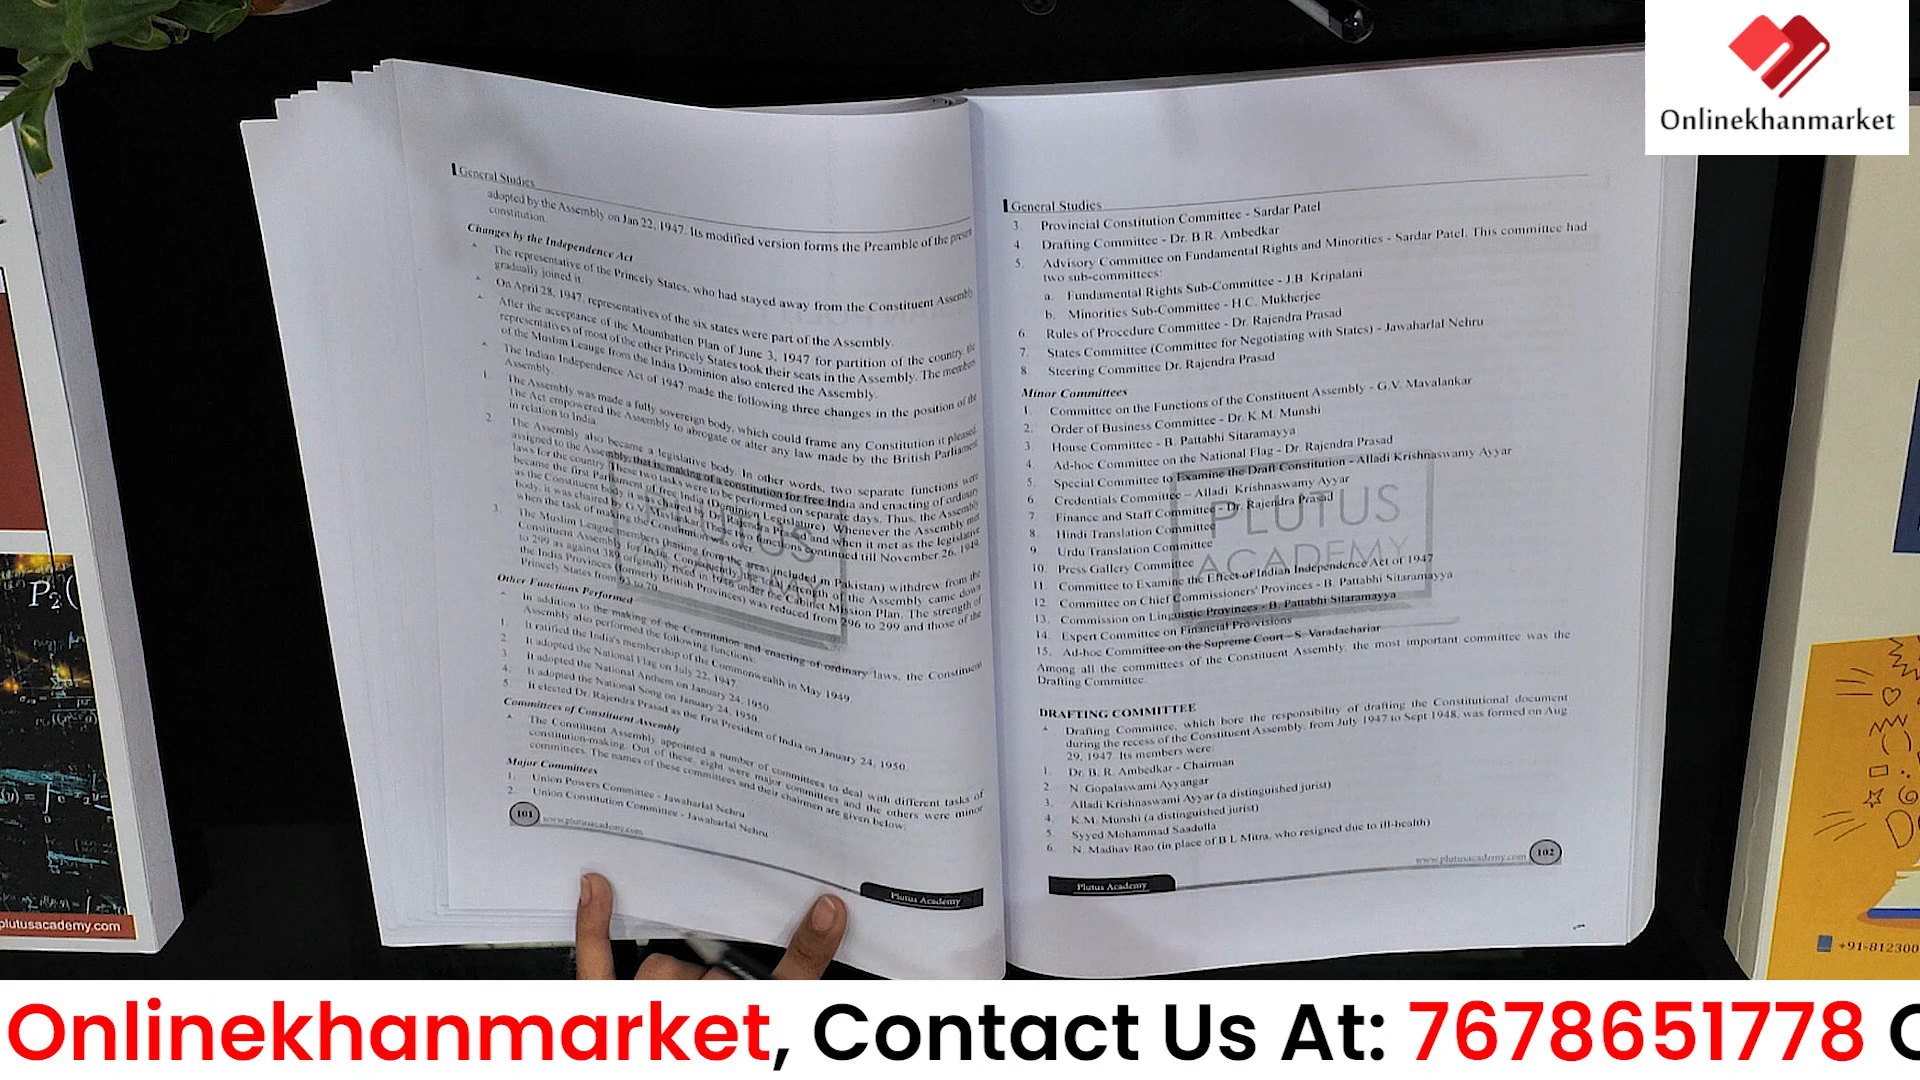 General Studies
adopted by the Assembly on Jan 22, 1947. Its modified version forms the Preamble of the present
constitution.
Changes by the Independence Act
The representative of the Princely States, who had stayed away from the Constituent Assembly
gradually joined it.
On April 28, 1947, representatives of the six states were part of the Assembly.
After the acceptance of the Mountbatten Plan of June 3, 1947 for partition of the country, the
representatives of most of the other Princely States took their seats in the Assembly. The members
of the Muslim Leauge from the India Dominion also entered the Assembly.
The Indian Independence Act of 1947 made the following three changes in the position of the
Assembly.
1. The Assembly was made a fully sovereign body, which could frame any Constitution it pleased.
The Act empowered the Assembly to abrogate or alter any law made by the British Parliament
in relation to India.
2. The Assembly also became a legislative body. In other words, two separate functions were
assigned to the Assembly, that is, making of a constitution for free India and enacting of ordinary
laws for the country. These two tasks were to be performed on separate days. Thus, the Assembly
became the first Parliament of free India (Dominion Legislature). Whenever the Assembly met
as the Constituent body it was chaired by Dr. Rajendra Prasad and when it met as the legislative
body, it was chaired by G.V. Mavlankar. These two functions continued till November 26, 1949,
when the task of making the Constitution was over.
3. The Muslim League members (hailing from the areas included in Pakistan) withdrew from the
Constituent Assembly for India. Consequently, the total strength of the Assembly came down
to 299 as against 389 originally fixed in 1946 under the Cabinet Mission Plan. The strength of
the India Provinces (formerly British Provinces) was reduced from 296 to 299 and those of the
Princely States from 93 to 70.
Other Functions Performed
In addition to the making of the Constitution and enacting of ordinary laws, the Constituent
Assembly also performed the following functions:
1. It ratified the India's membership of the Commonwealth in May 1949.
2. It adopted the National Flag on July 22, 1947.
3. It adopted the National Anthem on January 24, 1950.
4. It adopted the National Song on January 24, 1950.
5. It elected Dr. Rajendra Prasad as the first President of India on January 24, 1950.
Committees of Constituent Assembly
The Constituent Assembly appointed a number of committees to deal with different tasks of
constitution-making. Out of these, eight were major committees and the others were minor
committees. The names of these committees and their chairmen are given below:
Major Committees
1. Union Powers Committee - Jawaharlal Nehru
2. Union Constitution Committee - Jawaharlal Nehru
101 www.plutusacademy.com
Plutus Academy
General Studies
3. Provincial Constitution Committee - Sardar Patel
4. Drafting Committee - Dr. B.R. Ambedkar
5. Advisory Committee on Fundamental Rights and Minorities - Sardar Patel. This committee had
two sub-committees:
a. Fundamental Rights Sub-Committee - J.B. Kripalani
b. Minorities Sub-Committee - H.C. Mukherjee
6. Rules of Procedure Committee - Dr. Rajendra Prasad
7. States Committee (Committee for Negotiating with States) - Jawaharlal Nehru
8. Steering Committee Dr. Rajendra Prasad
Minor Committees
1. Committee on the Functions of the Constituent Assembly - G.V. Mavalankar
2. Order of Business Committee - Dr. K.M. Munshi
3. House Committee - B. Pattabhi Sitaramayya
4. Ad-hoc Committee on the National Flag - Dr. Rajendra Prasad
5. Special Committee to Examine the Draft Constitution - Alladi Krishnaswamy Ayyar
6. Credentials Committee – Alladi Krishnaswamy Ayyar
7. Finance and Staff Committee - Dr. Rajendra Prasad
8. Hindi Translation Committee
9. Urdu Translation Committee
10. Press Gallery Committee
11. Committee to Examine the Effect of Indian Independence Act of 1947
12. Committee on Chief Commissioners' Provinces - B. Pattabhi Sitaramayya
13. Commission on Linguistic Provinces - B. Pattabhi Sitaramayya
14. Expert Committee on Financial Provisions
15. Ad-hoc Committee on the Supreme Court – S. Varadachariar
Among all the committees of the Constituent Assembly, the most important committee was the
Drafting Committee.
DRAFTING COMMITTEE
Drafting Committee, which bore the responsibility of drafting the Constitutional document
during the recess of the Constituent Assembly, from July 1947 to Sept 1948, was formed on Aug
29, 1947. Its members were:
1. Dr. B. R. Ambedkar - Chairman
2. N. Gopalaswami Ayyangar
3. Alladi Krishnaswami Ayyar (a distinguished jurist)
4. K.M. Munshi (a distinguished jurist)
5. Syyed Mohammad Saadulla
6. N. Madhav Rao (in place of B L Mitra, who resigned due to ill-health)
www.plutusacademy.com 102
Plutus Academy
PLUTUS
ACADEMY
PLUTUS
ACADEMY
Onlinekhanmarket
plutusacademy.com
+91-812300
Onlinekhanmarket, Contact Us At: 7678651778